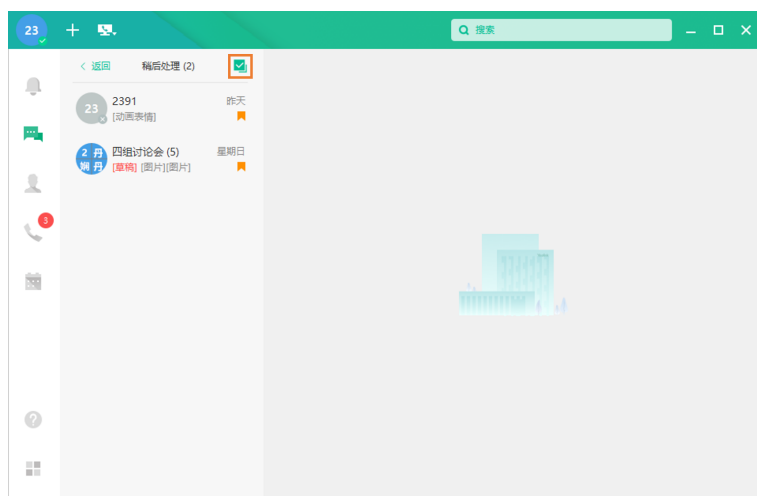 23
搜索
返回 稍后处理 (2)
23 2391 昨天
[动画表情]
2 丹 四组讨论会 (5) 星期日
娴 丹 [草稿] [图片][图片]
3